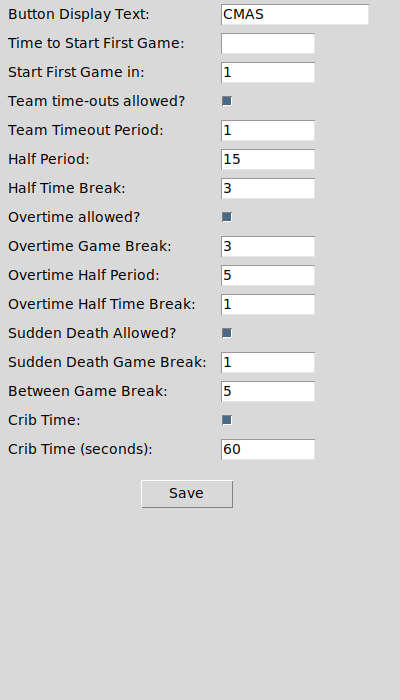 Button Display Text: CMAS
Time to Start First Game:
Start First Game in: 1
Team time-outs allowed?
Team Timeout Period: 1
Half Period: 15
Half Time Break: 3
Overtime allowed?
Overtime Game Break: 3
Overtime Half Period: 5
Overtime Half Time Break: 1
Sudden Death Allowed?
Sudden Death Game Break: 1
Between Game Break: 5
Crib Time:
Crib Time (seconds): 60
Save